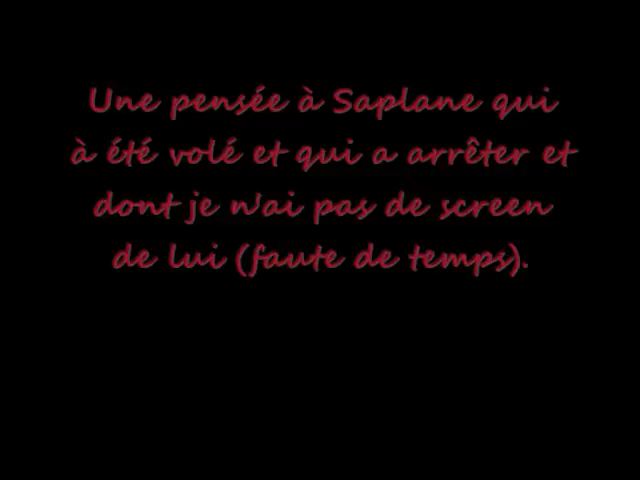 Une pensée à Saplane qui
à été volé et qui a arrêter et
dont je n'ai pas de screen
de lui (faute de temps).